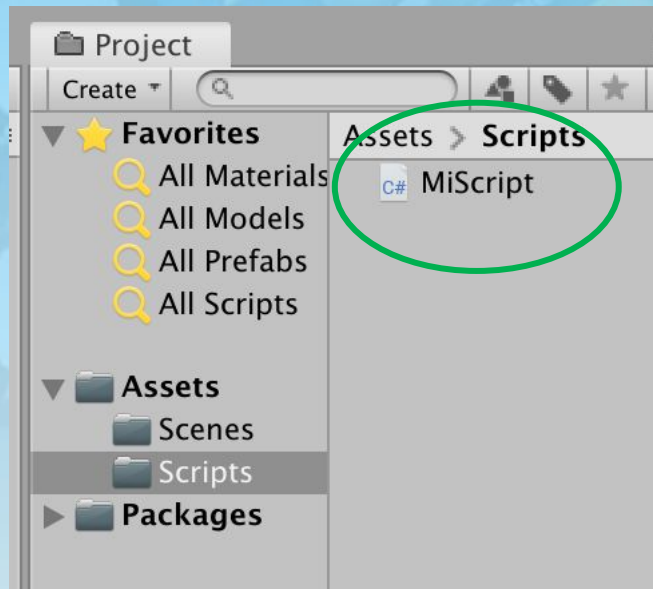 Project
Create
Favorites
All Materials
All Models
All Prefabs
All Scripts
Assets
Scenes
Scripts
Packages
Assets > Scripts
C# MiScript